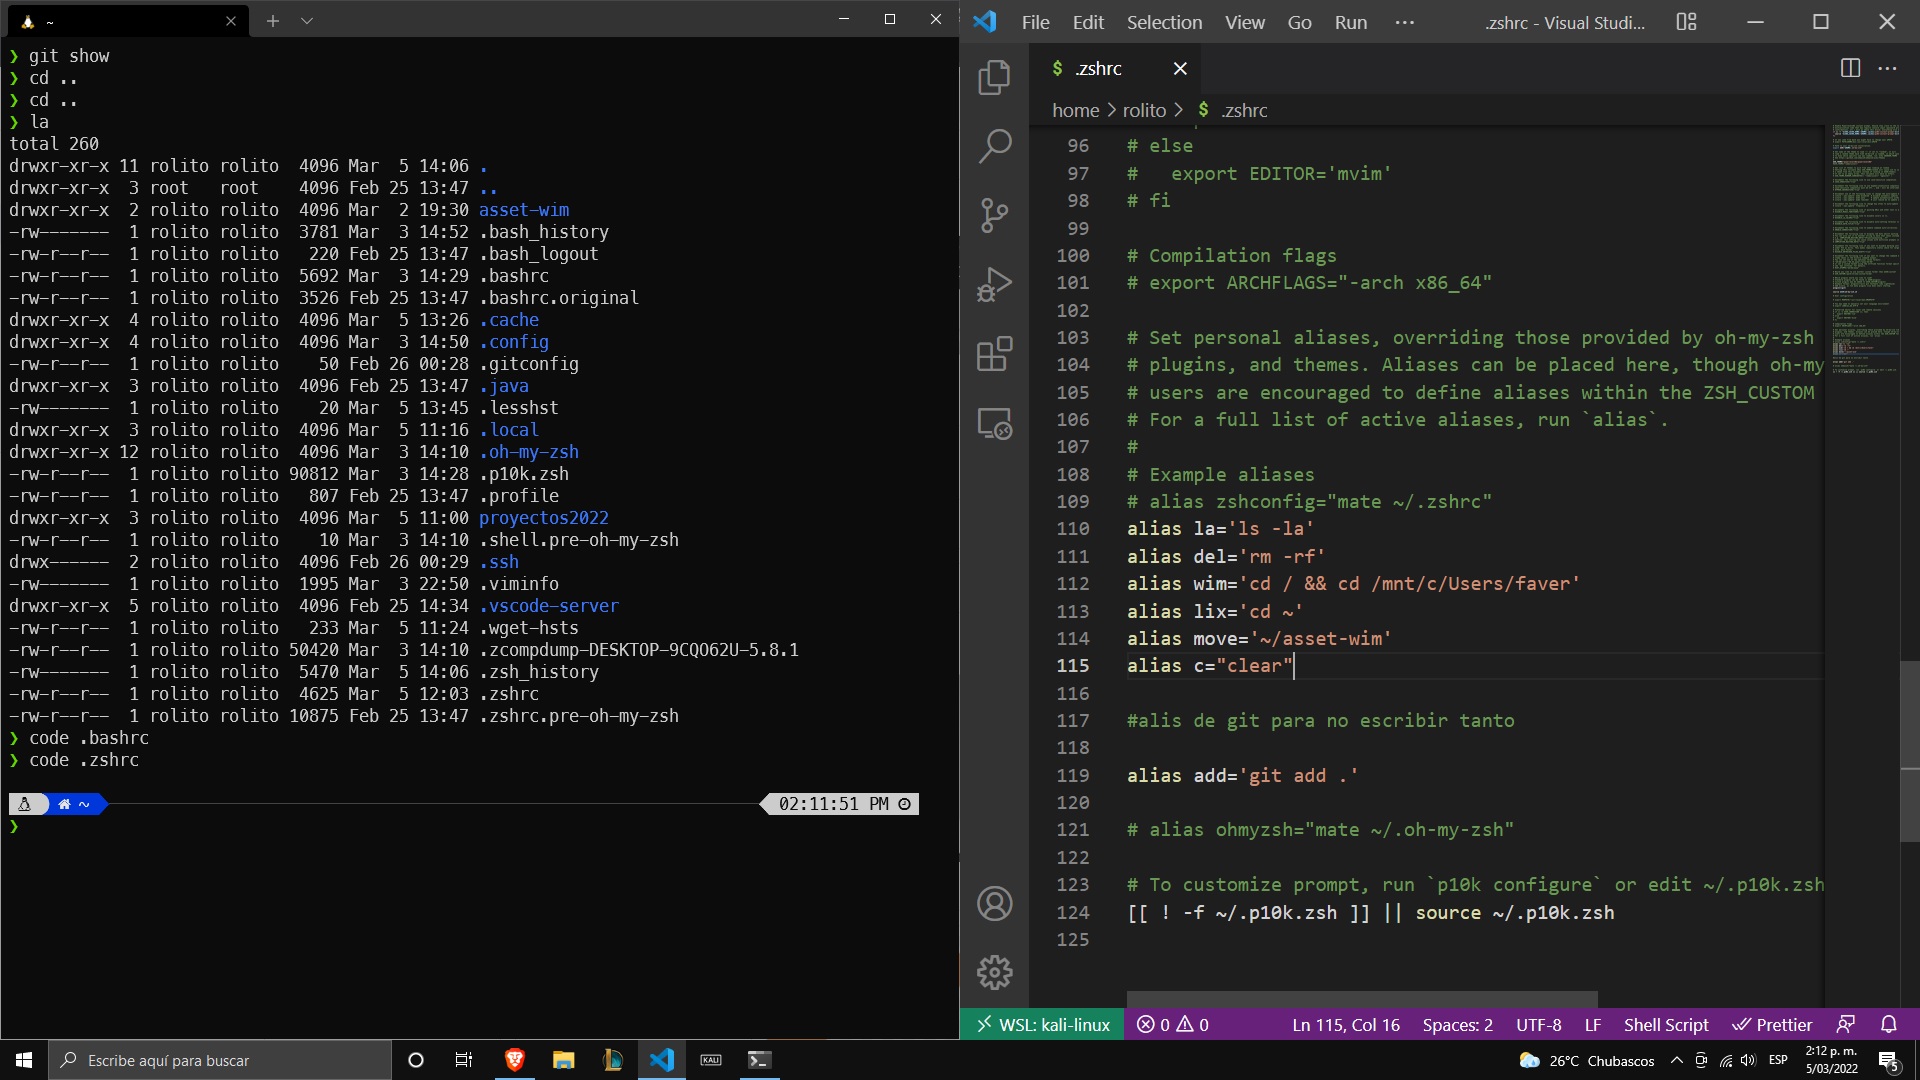 ~
❯ git show
❯ cd ..
❯ cd ..
❯ la
total 260
drwxr-xr-x 11 rolito rolito  4096 Mar  5 14:06 .
drwxr-xr-x  3 root   root    4096 Feb 25 13:47 ..
drwxr-xr-x  2 rolito rolito  4096 Mar  2 19:30 asset-wim
-rw-------  1 rolito rolito  3781 Mar  3 14:52 .bash_history
-rw-r--r--  1 rolito rolito   220 Feb 25 13:47 .bash_logout
-rw-r--r--  1 rolito rolito  5692 Mar  3 14:29 .bashrc
-rw-r--r--  1 rolito rolito  3526 Feb 25 13:47 .bashrc.original
drwxr-xr-x  4 rolito rolito  4096 Mar  5 13:26 .cache
drwxr-xr-x  4 rolito rolito  4096 Mar  3 14:50 .config
-rw-r--r--  1 rolito rolito    50 Feb 26 00:28 .gitconfig
drwxr-xr-x  3 rolito rolito  4096 Feb 25 13:47 .java
-rw-------  1 rolito rolito    20 Mar  5 13:45 .lesshst
drwxr-xr-x  3 rolito rolito  4096 Mar  5 11:16 .local
drwxr-xr-x 12 rolito rolito  4096 Mar  3 14:10 .oh-my-zsh
-rw-r--r--  1 rolito rolito 90812 Mar  3 14:28 .p10k.zsh
-rw-r--r--  1 rolito rolito   807 Feb 25 13:47 .profile
drwxr-xr-x  3 rolito rolito  4096 Mar  5 11:00 proyectos2022
-rw-r--r--  1 rolito rolito    10 Mar  3 14:10 .shell.pre-oh-my-zsh
drwx------  2 rolito rolito  4096 Feb 26 00:29 .ssh
-rw-------  1 rolito rolito  1995 Mar  3 22:50 .viminfo
drwxr-xr-x  5 rolito rolito  4096 Feb 25 14:34 .vscode-server
-rw-r--r--  1 rolito rolito   233 Mar  5 11:24 .wget-hsts
-rw-r--r--  1 rolito rolito 50420 Mar  3 14:10 .zcompdump-DESKTOP-9CQO62U-5.8.1
-rw-------  1 rolito rolito  5470 Mar  5 14:06 .zsh_history
-rw-r--r--  1 rolito rolito  4625 Mar  5 12:03 .zshrc
-rw-r--r--  1 rolito rolito 10875 Feb 25 13:47 .zshrc.pre-oh-my-zsh
❯ code .bashrc
❯ code .zshrc
~ 02:11:51 PM
❯
File Edit Selection View Go Run ··· .zshrc - Visual Studi...
$ .zshrc
home > rolito > $ .zshrc
96 # else
97 #   export EDITOR='mvim'
98 # fi
99
100 # Compilation flags
101 # export ARCHFLAGS="-arch x86_64"
102
103 # Set personal aliases, overriding those provided by oh-my-zsh
104 # plugins, and themes. Aliases can be placed here, though oh-my
105 # users are encouraged to define aliases within the ZSH_CUSTOM
106 # For a full list of active aliases, run `alias`.
107 #
108 # Example aliases
109 # alias zshconfig="mate ~/.zshrc"
110 alias la='ls -la'
111 alias del='rm -rf'
112 alias wim='cd / && cd /mnt/c/Users/faver'
113 alias lix='cd ~'
114 alias move='~/asset-wim'
115 alias c="clear"
116
117 #alis de git para no escribir tanto
118
119 alias add='git add .'
120
121 # alias ohmyzsh="mate ~/.oh-my-zsh"
122
123 # To customize prompt, run `p10k configure` or edit ~/.p10k.zsh
124 [[ ! -f ~/.p10k.zsh ]] || source ~/.p10k.zsh
125
WSL: kali-linux 0 0 Ln 115, Col 16 Spaces: 2 UTF-8 LF Shell Script Prettier
Escribe aquí para buscar
KALI
26°C Chubascos ESP
2:12 p. m.
5/03/2022
5